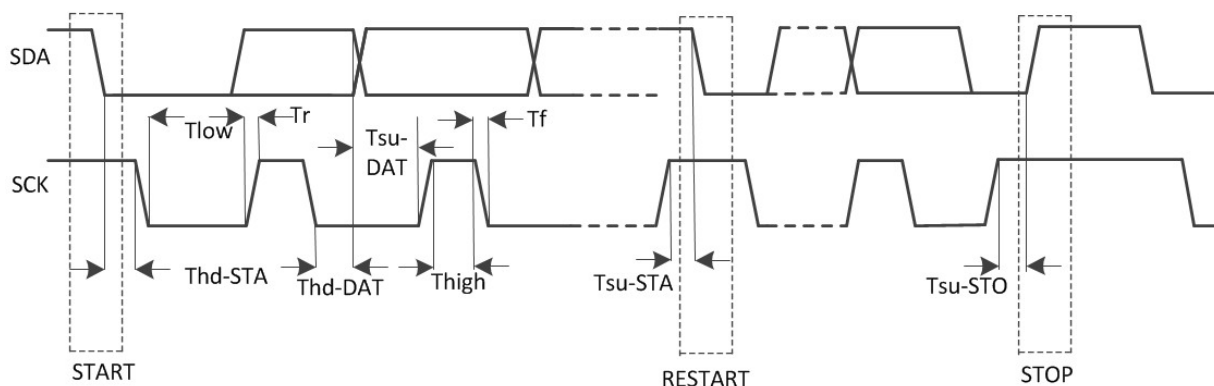 SDA
Tlow
Tr
Tsu-
DAT
Tf
SCK
Thd-STA
Thd-DAT
Thigh
Tsu-STA
Tsu-STO
START
RESTART
STOP